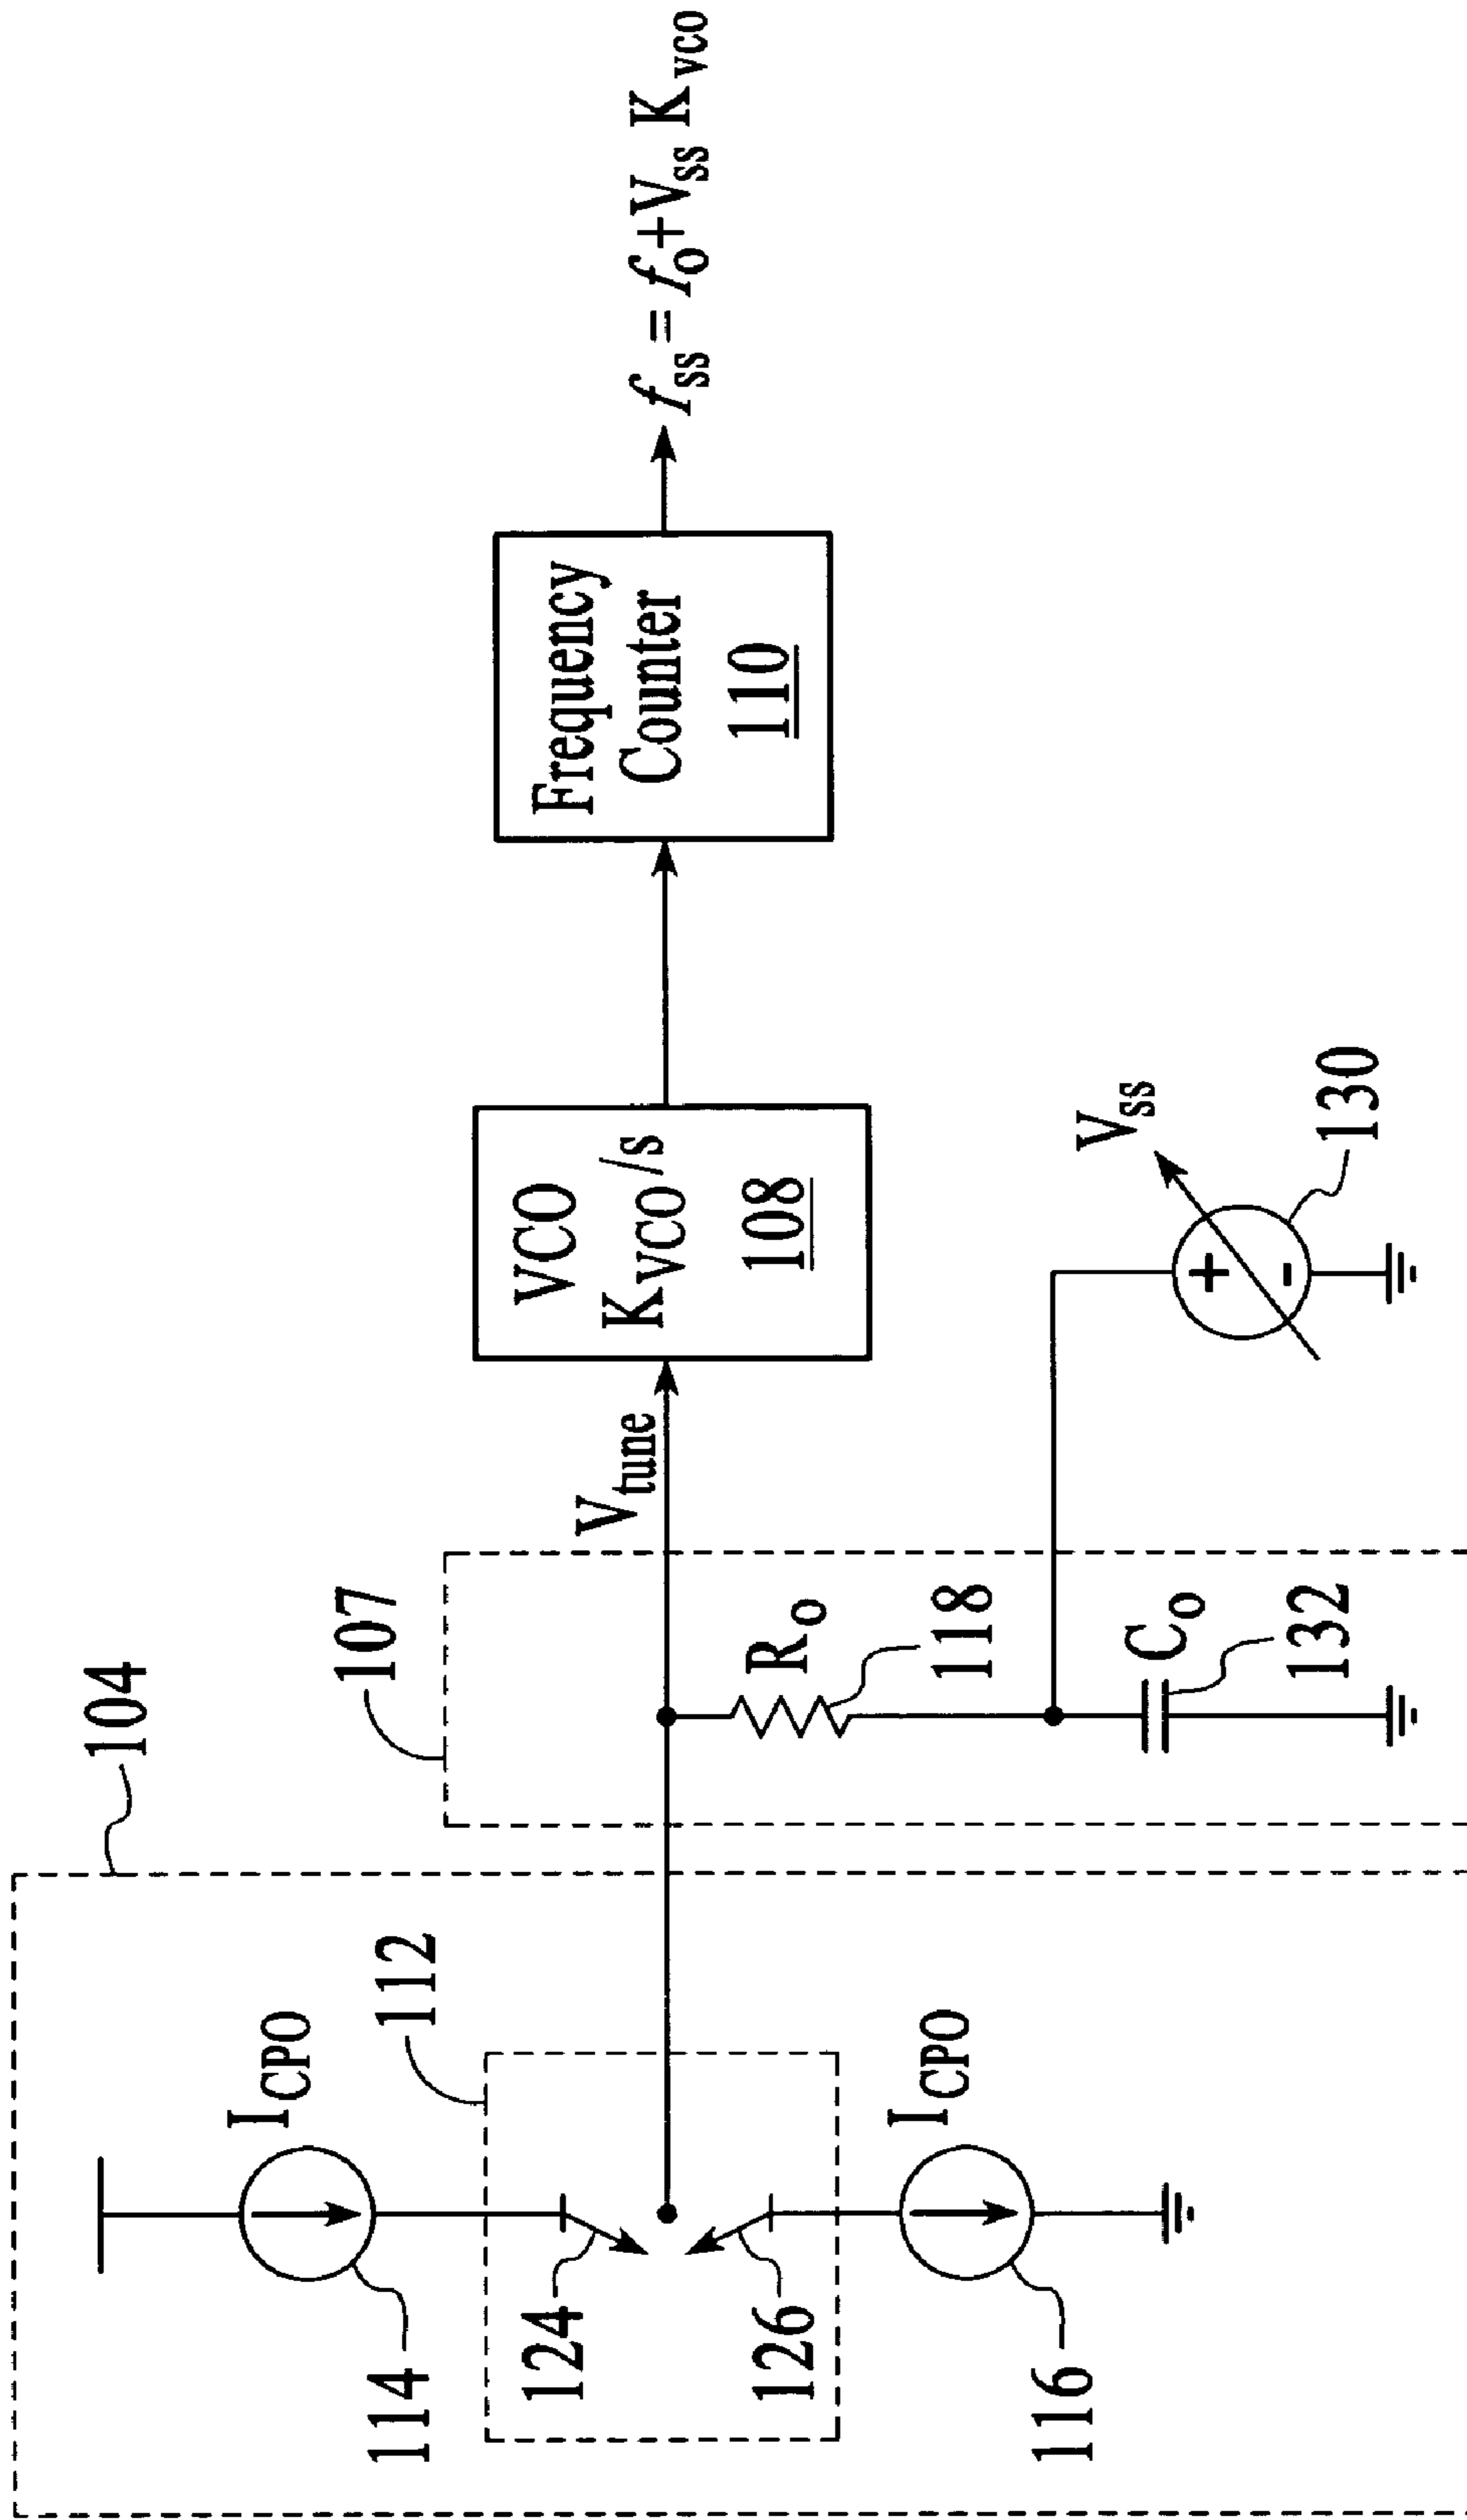 104
107
112
114
I_CPO
124
126
116
I_CPO
V_tune
R_o
118
C_o
132
VCO
K_VCO/s
108
V_ss
+
-
130
Frequency
Counter
110
f_ss = f_o + V_ss K_vco